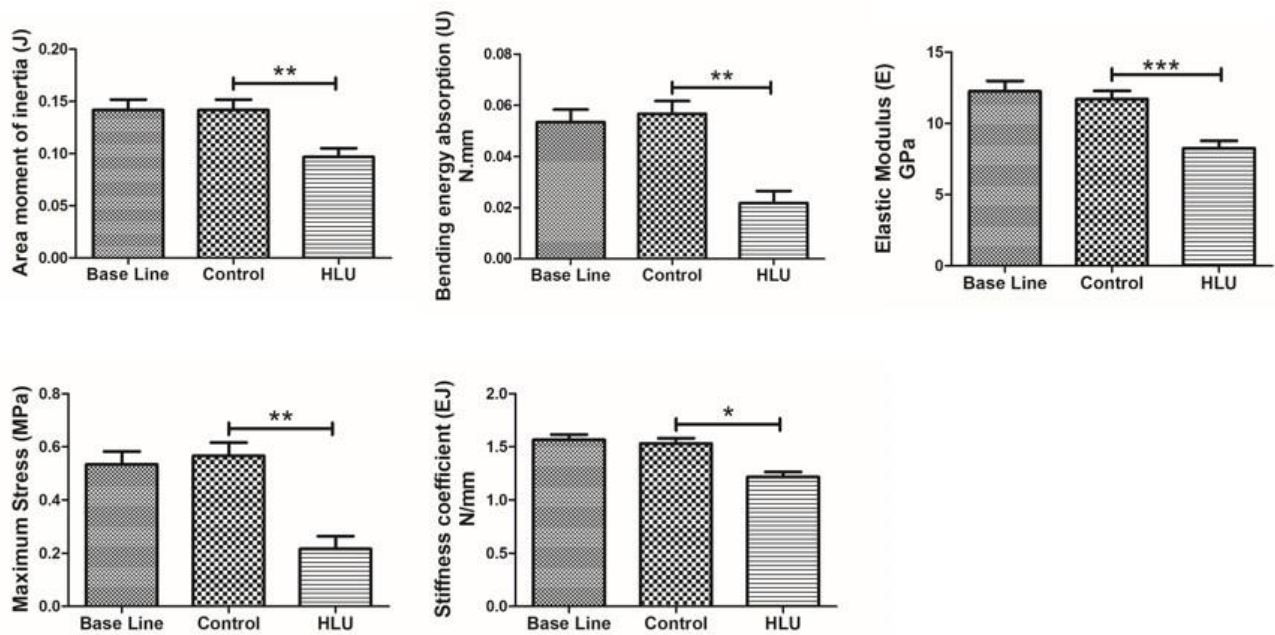 Area moment of inertia (J)
0.20
0.15
0.10
0.05
0.00
**
Base Line Control HLU
Bending energy absorption (U)
N.mm
0.08
0.06
0.04
0.02
0.00
**
Base Line Control HLU
Elastic Modulus (E)
GPa
15
10
5
0
***
Base Line Control HLU
Maximum Stress (MPa)
0.8
0.6
0.4
0.2
0.0
**
Base Line Control HLU
Stiffness coefficient (EJ)
N/mm
2.0
1.5
1.0
0.5
0.0
*
Base Line Control HLU